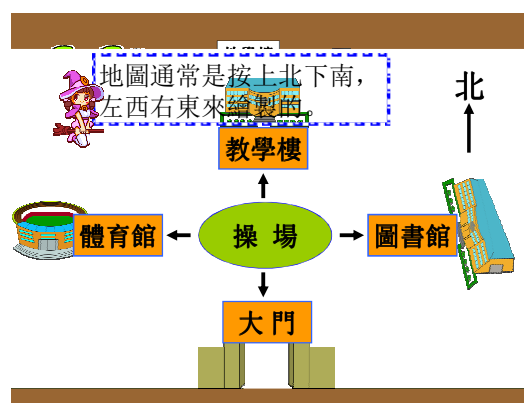 地圖通常是按上北下南，
左西右東來繪製的
北
教學樓
體育館
操 場
圖書館
大門